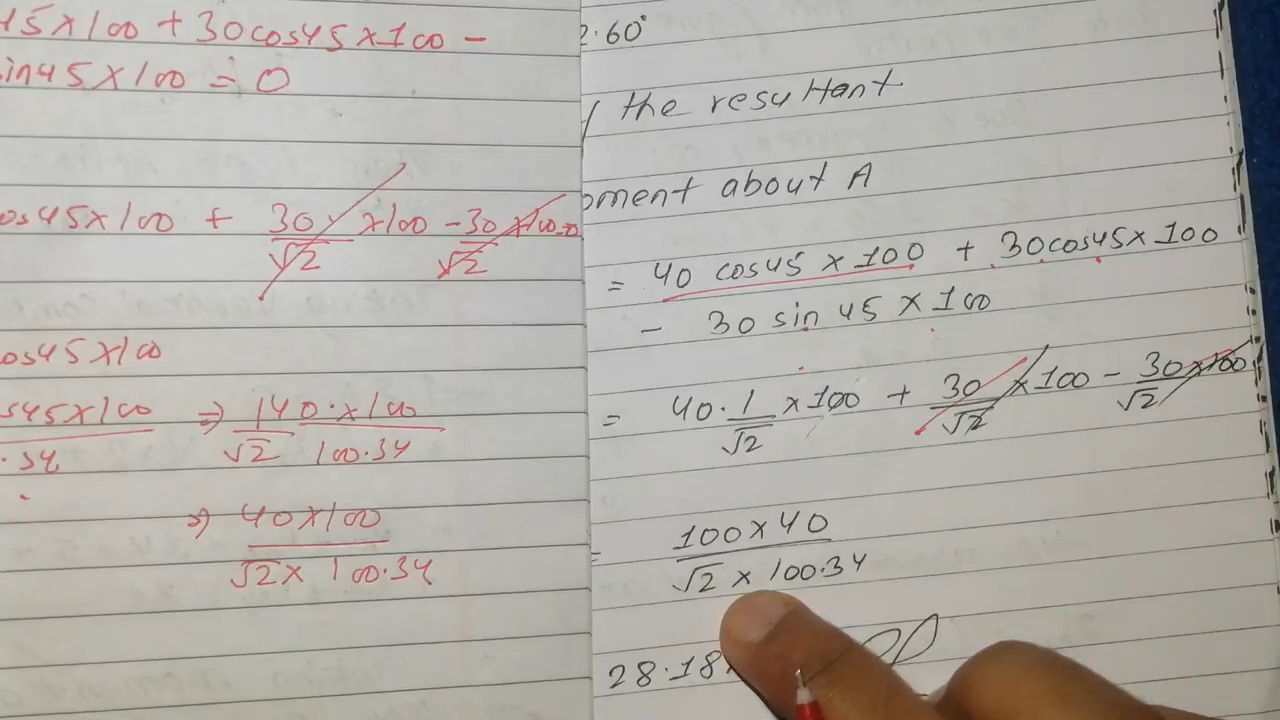 45×100 + 30cos45×100 –
in45×100 = 0
os45×100 + 30/√2 ×100 – 30/√2 ×100
os45×100
s45×100 ⇒ 140·×100
.34 √2 100.34
⇒ 40×100
√2× 100.34
2.60°
the resultant
oment about A
= 40 cos45 × 100 + 30cos45×100
– 30 sin 45 × 100
= 40·1/√2 ×100 + 30/√2 ×100 – 30×100/√2
= 100×40
√2 × 100.34
28.18